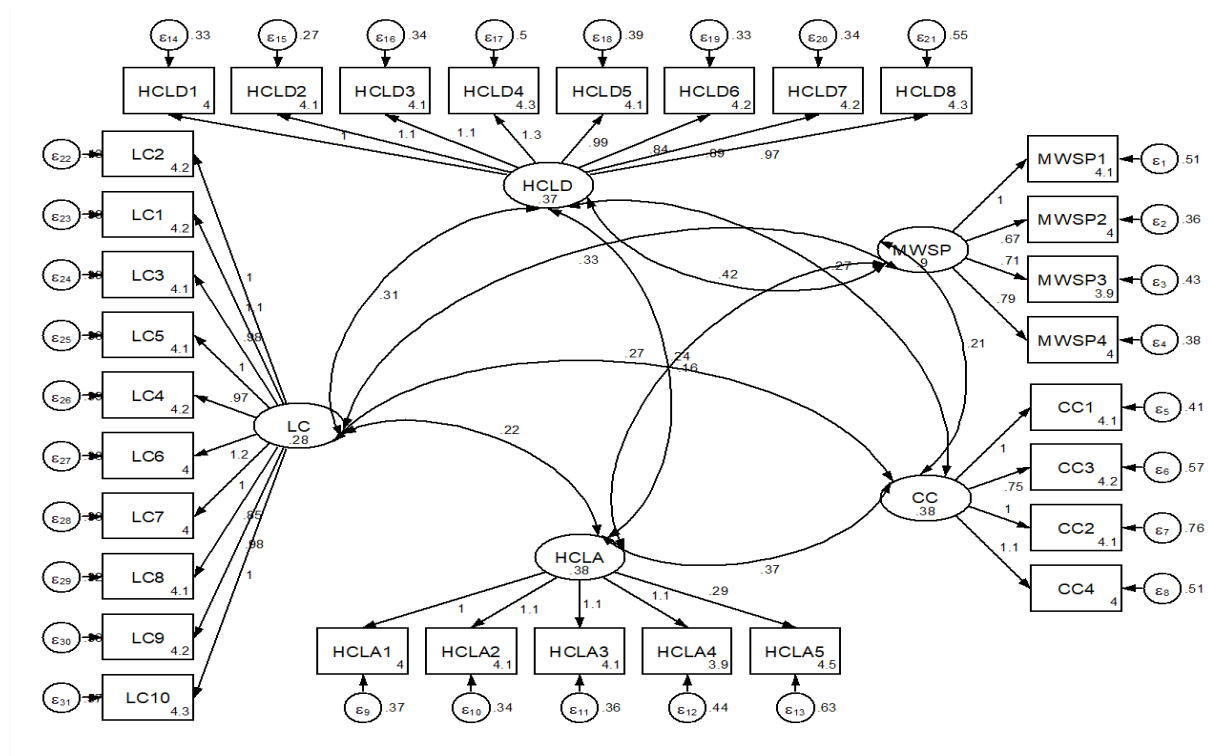 ε14 .33 ε15 .27 ε16 .34 ε17 .5 ε18 .39 ε19 .33 ε20 .34 ε21 .55
HCLD1 4 HCLD2 4.1 HCLD3 4.1 HCLD4 4.3 HCLD5 4.1 HCLD6 4.2 HCLD7 4.2 HCLD8 4.3
1 1.1 1.1 1.3 .99 .84 .89 .97
HCLD .37
ε22 LC2 4.2
ε23 LC1 4.2
ε24 LC3 4.1
ε25 LC5 4.1
ε26 LC4 4.2
ε27 LC6 4
ε28 LC7 4
ε29 LC8 4.1
ε30 LC9 4.2
ε31 LC10 4.3
1
1.1
.98
1
.97
1.2
1
.85
.98
1
LC .28
.33
.42
.27
.31
.27
.24
.16
.21
.22
.37
MWSP .9
1
.67
.71
.79
MWSP1 4.1 ε1 .51
MWSP2 4 ε2 .36
MWSP3 3.9 ε3 .43
MWSP4 4 ε4 .38
CC .38
1
.75
1
1.1
CC1 4.1 ε5 .41
CC3 4.2 ε6 .57
CC2 4.1 ε7 .76
CC4 4 ε8 .51
HCLA .38
1 1.1 1.1 1.1 .29
HCLA1 4 HCLA2 4.1 HCLA3 4.1 HCLA4 3.9 HCLA5 4.5
ε9 .37 ε10 .34 ε11 .36 ε12 .44 ε13 .63